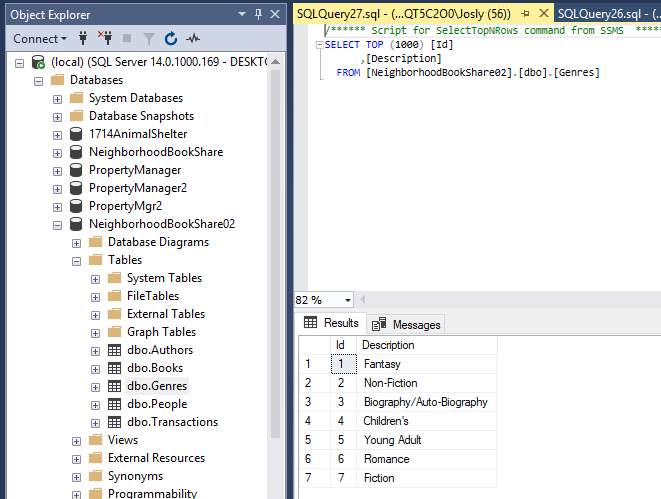 Object Explorer
Connect
(local) (SQL Server 14.0.1000.169 - DESKTC
Databases
System Databases
Database Snapshots
1714AnimalShelter
NeighborhoodBookShare
PropertyManager
PropertyManager2
PropertyMgr2
NeighborhoodBookShare02
Database Diagrams
Tables
System Tables
FileTables
External Tables
Graph Tables
dbo.Authors
dbo.Books
dbo.Genres
dbo.People
dbo.Transactions
Views
External Resources
Synonyms
Programmability
SQLQuery27.sql - (...QT5C2O0\Josly (56)) SQLQuery26.sql - (...
/****** Script for SelectTopNRows command from SSMS *****
SELECT TOP (1000) [Id]
,[Description]
FROM [NeighborhoodBookShare02].[dbo].[Genres]
82 %
Results Messages
Id Description
1 1 Fantasy
2 2 Non-Fiction
3 3 Biography/Auto-Biography
4 4 Children's
5 5 Young Adult
6 6 Romance
7 7 Fiction